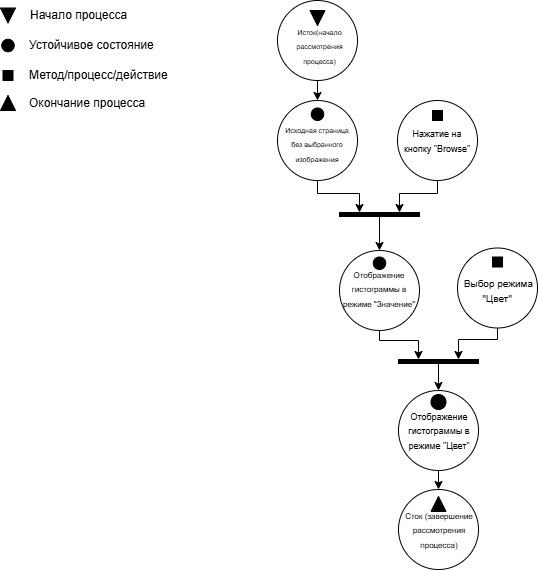 Начало процесса
Устойчивое состояние
Метод/процесс/действие
Окончание процесса
Исток(начало
рассмотрения
процесса)
Исходная страница
без выбранного
изображения
Нажатие на
кнопку "Browse"
Отображение
гистограммы в
режиме "Значение"
Выбор режима
"Цвет"
Отображение
гистограммы в
режиме "Цвет"
Сток (завершение
рассмотрения
процесса)